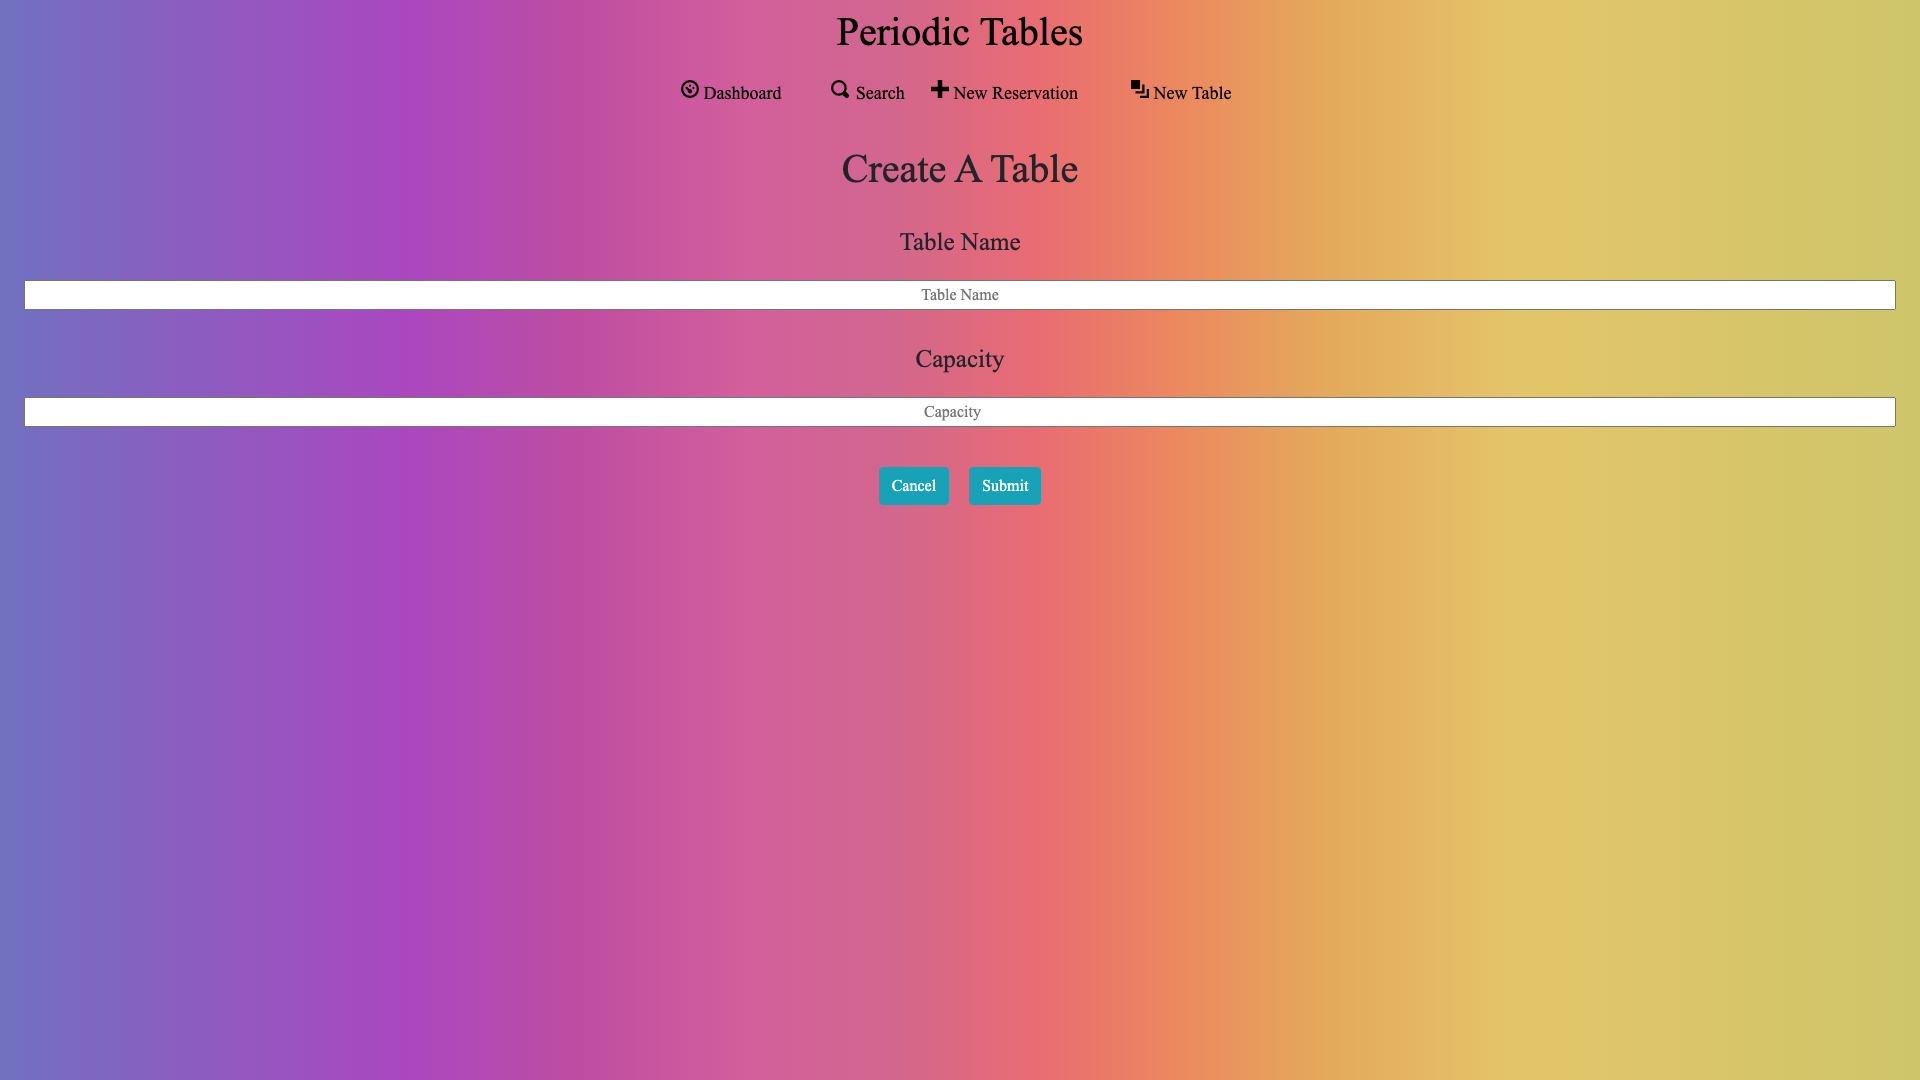 Periodic Tables
Dashboard Search New Reservation New Table
Create A Table
Table Name
Table Name
Capacity
Capacity
Cancel Submit